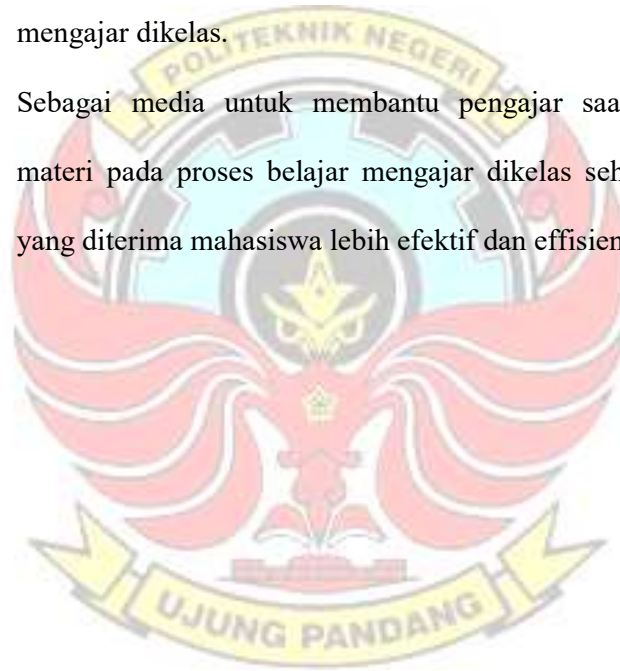 mengajar dikelas.
POLITEKNIK NEGERI
Sebagai media untuk membantu pengajar saa
materi pada proses belajar mengajar dikelas seh
yang diterima mahasiswa lebih efektif dan effisien
UJUNG PANDANG